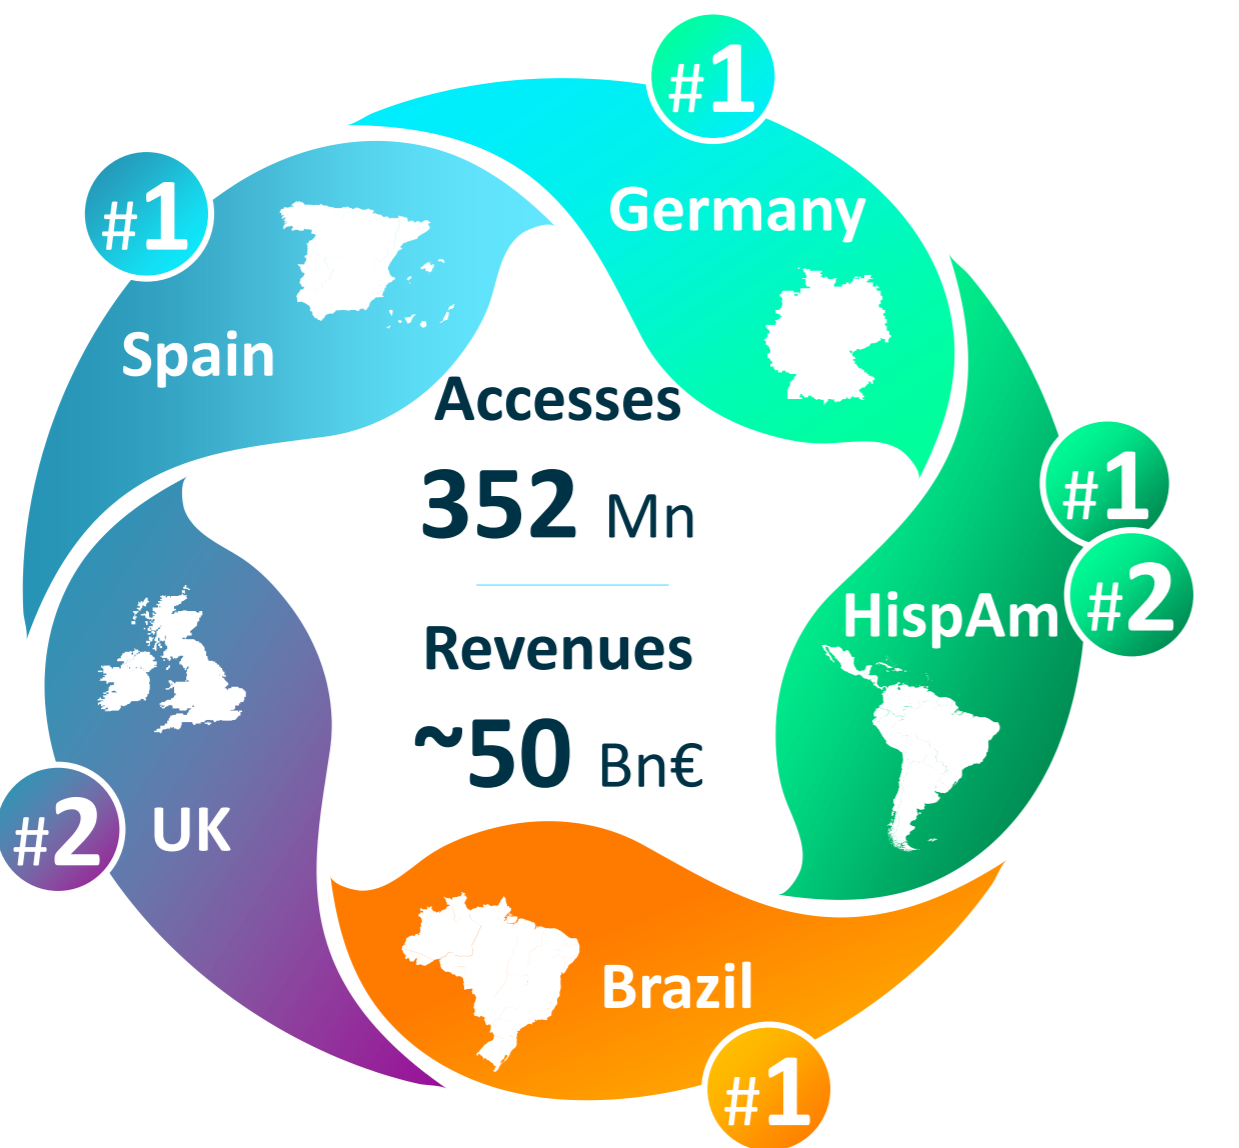 #1
Germany
#1
Spain
Accesses
352 Mn
Revenues
~50 Bn€
#1
#2
HispAm
#2
UK
Brazil
#1